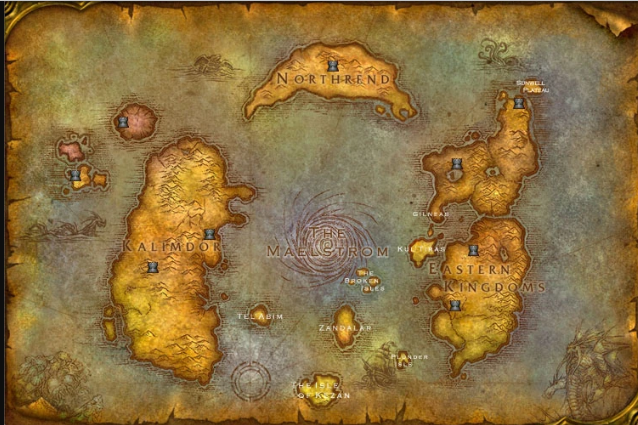 NORTHREND
SUNWELL
PLATEAU
GILNEAS
KALIMDOR
THE
MAELSTROM
KUL TIRAS
EASTERN
KINGDOMS
THE
BROKEN
ISLES
TEL'ABIM
ZANDALAR
PLUNDER
THE ISLE
OF KEZAN